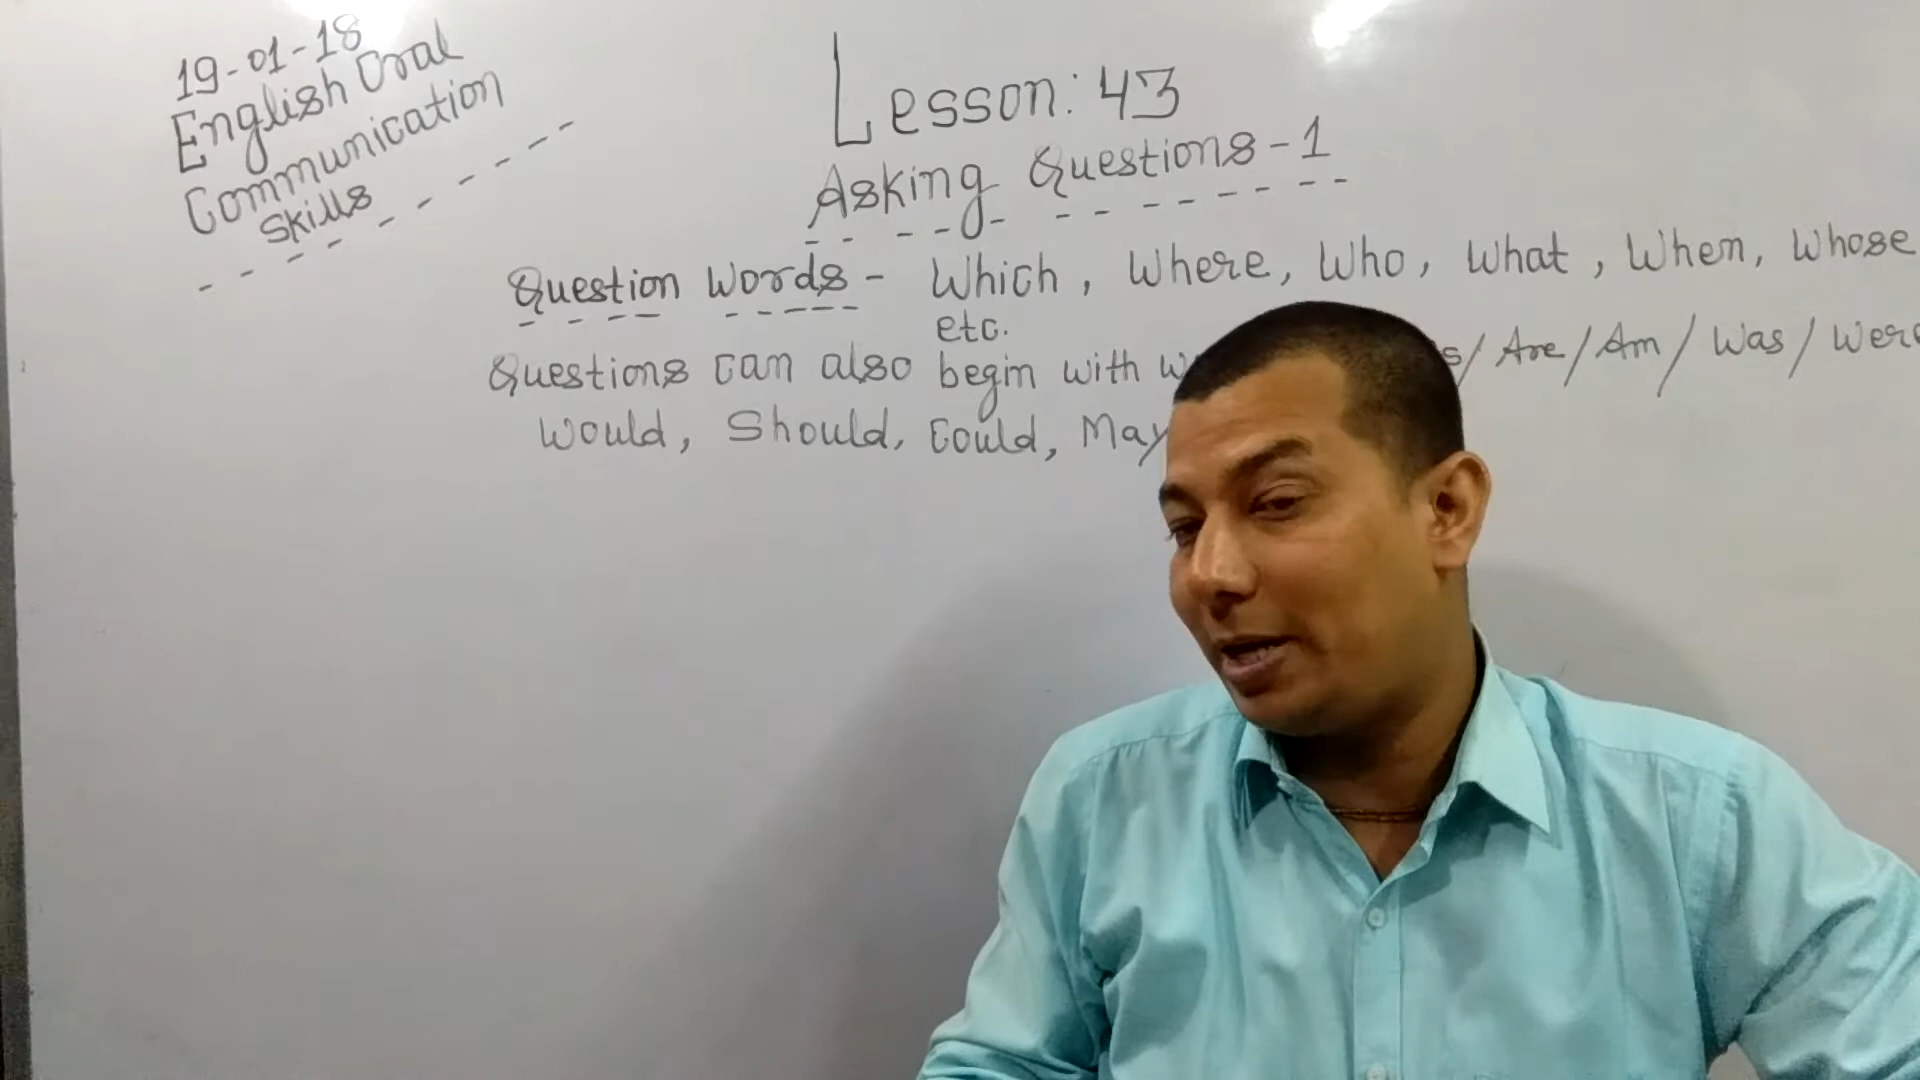 19-01-18
English Oral
Communication
Skills
Lesson: 43
Asking Questions-1
Question Words - Which, Where, Who, What, When, Whose
etc.
Questions can also begin with / Are / Am / Was / Were
Would, Should, Could, May